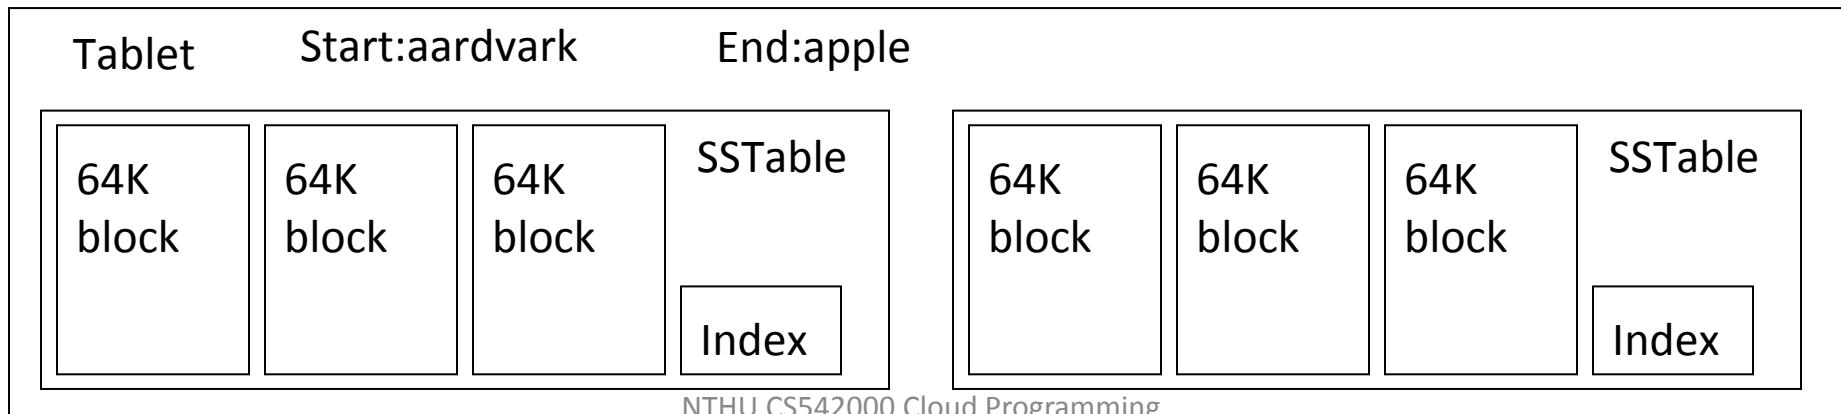 Tablet Start:aardvark End:apple
64K 64K 64K SSTable 64K 64K 64K SSTable
block block block block block block
Index Index
NTHU CS542000 Cloud Programming